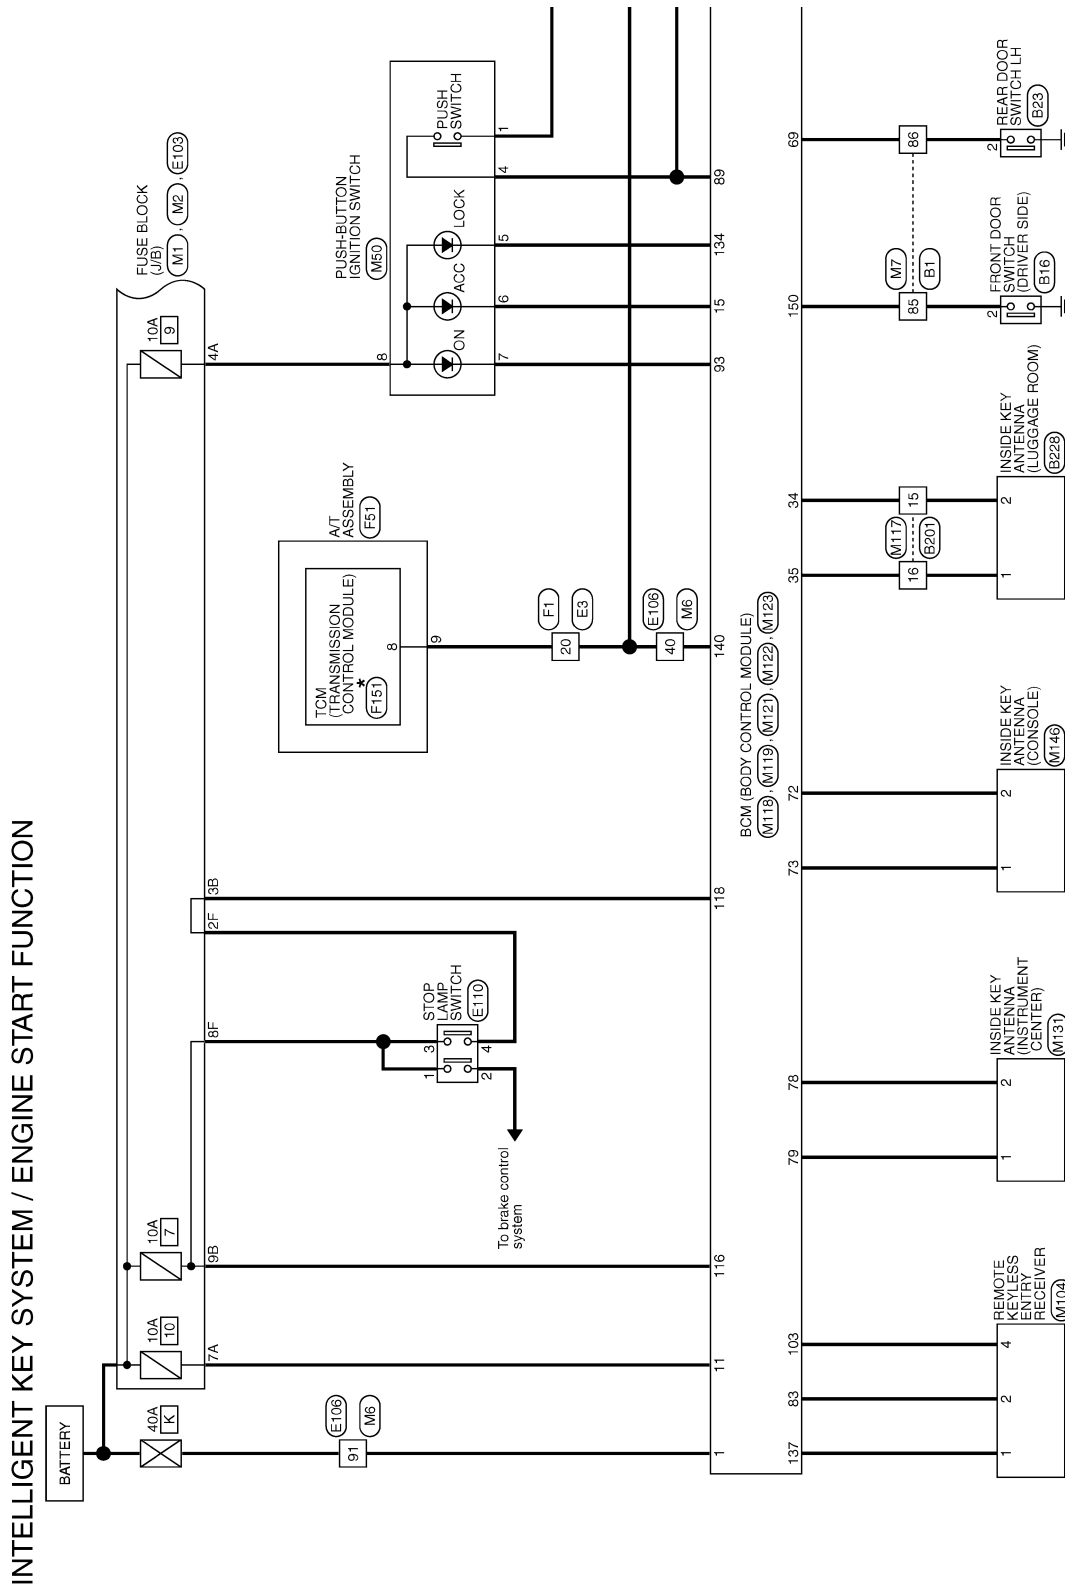 INTELLIGENT KEY SYSTEM / ENGINE START FUNCTION
BATTERY
40A
K
10A
10
10A
7
10A
9
FUSE BLOCK
(J/B)
M1 , M2 , E103
7A
9B
8F
2F
3B
4A
E106
M6
91
To brake control
system
STOP
LAMP
SWITCH
E110
1
3
2
4
A/T
ASSEMBLY
F51
TCM
(TRANSMISSION
CONTROL MODULE)
*
F151
8
9
F1
E3
20
E106
M6
40
PUSH-BUTTON
IGNITION SWITCH
M50
8
ON
ACC
LOCK
PUSH
SWITCH
7
6
5
4
1
1
11
116
118
140
93
15
134
89
BCM (BODY CONTROL MODULE)
M118 , M119 , M121 , M122 , M123
137
83
103
79
78
73
72
35
34
150
69
M117
B201
16
15
M7
B1
85
86
1
2
4
REMOTE
KEYLESS
ENTRY
RECEIVER
M104
1
2
INSIDE KEY
ANTENNA
(INSTRUMENT
CENTER)
M131
1
2
INSIDE KEY
ANTENNA
(CONSOLE)
M146
1
2
INSIDE KEY
ANTENNA
(LUGGAGE ROOM)
B228
2
FRONT DOOR
SWITCH
(DRIVER SIDE)
B16
2
REAR DOOR
SWITCH LH
B23